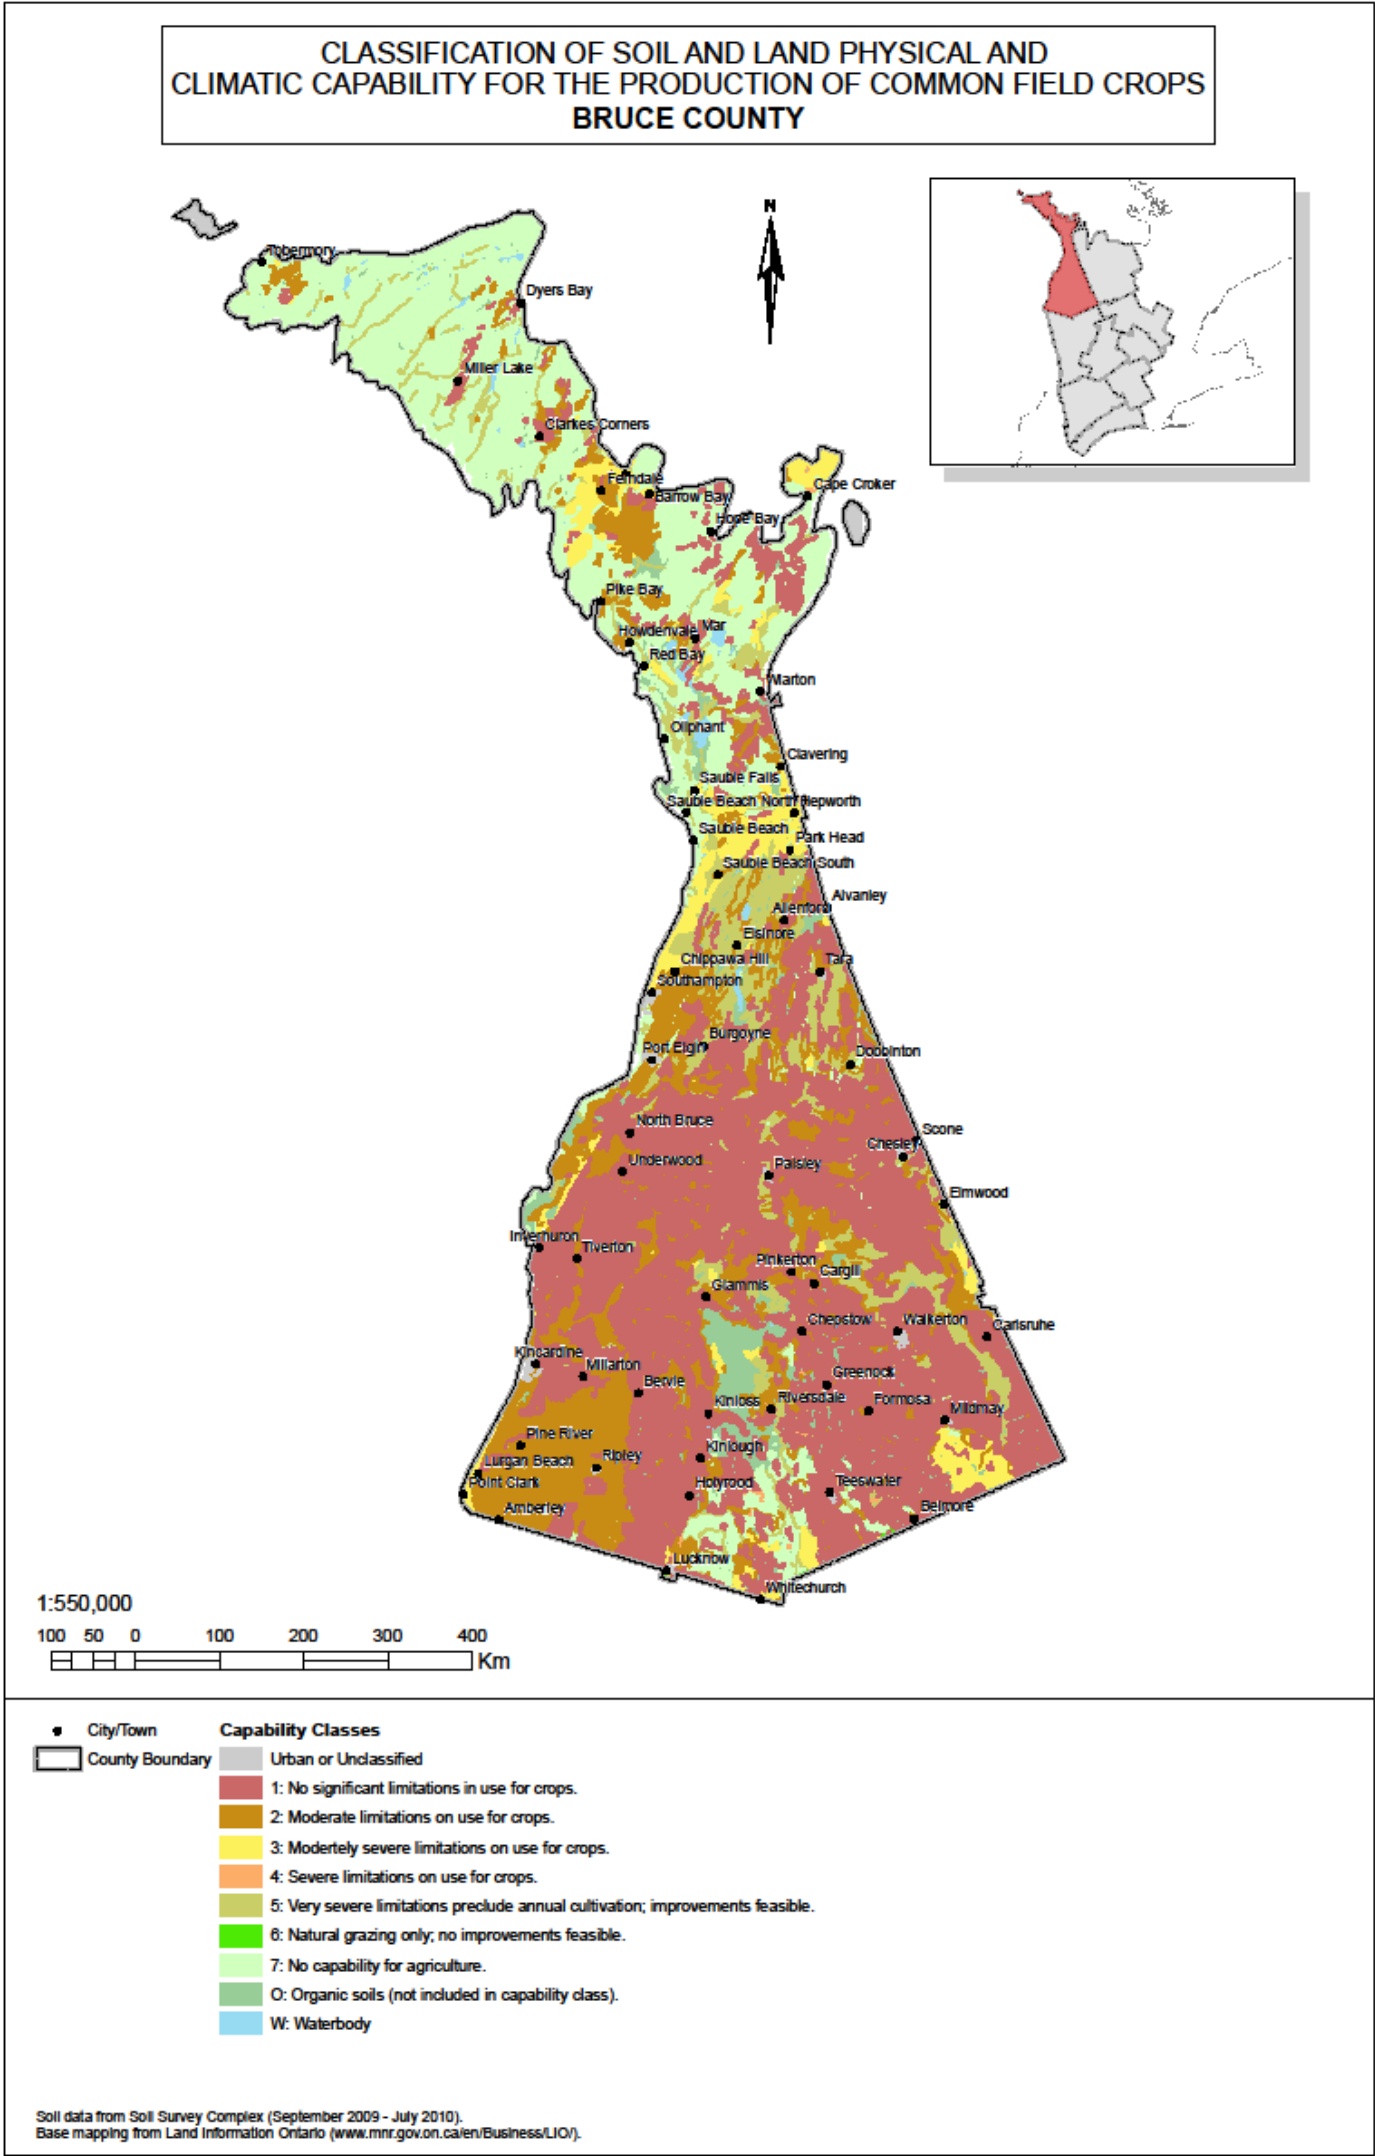 CLASSIFICATION OF SOIL AND LAND PHYSICAL AND
CLIMATIC CAPABILITY FOR THE PRODUCTION OF COMMON FIELD CROPS
BRUCE COUNTY
N
Tobermory
Dyers Bay
Miller Lake
Clarkes Corners
Ferndale
Cape Croker
Barrow Bay
Hope Bay
Pike Bay
Howdenvale
Mar
Red Bay
Wiarton
Oliphant
Clavering
Sauble Falls
Sauble Beach North
Hepworth
Sauble Beach
Park Head
Sauble Beach South
Alvanley
Allenford
Elsinore
Chippawa Hill
Tara
Southampton
Burgoyne
Port Elgin
Dobbinton
North Bruce
Scone
Chesley
Underwood
Paisley
Elmwood
Inverhuron
Tiverton
Pinkerton
Cargill
Glammis
Chepstow
Walkerton
Carlsruhe
Kincardine
Millarton
Greenock
Bervie
Kinloss
Riversdale
Formosa
Mildmay
Pine River
Kinlough
Ripley
Lurgan Beach
Point Clark
Holyrood
Teeswater
Amberley
Belmore
Lucknow
Whitechurch
1:550,000
100 50 0 100 200 300 400
Km
City/Town
County Boundary
Capability Classes
Urban or Unclassified
1: No significant limitations in use for crops.
2: Moderate limitations on use for crops.
3: Modertely severe limitations on use for crops.
4: Severe limitations on use for crops.
5: Very severe limitations preclude annual cultivation; improvements feasible.
6: Natural grazing only; no improvements feasible.
7: No capability for agriculture.
O: Organic soils (not included in capability class).
W: Waterbody
Soil data from Soil Survey Complex (September 2009 - July 2010).
Base mapping from Land Information Ontario (www.mnr.gov.on.ca/en/Business/LIO/).